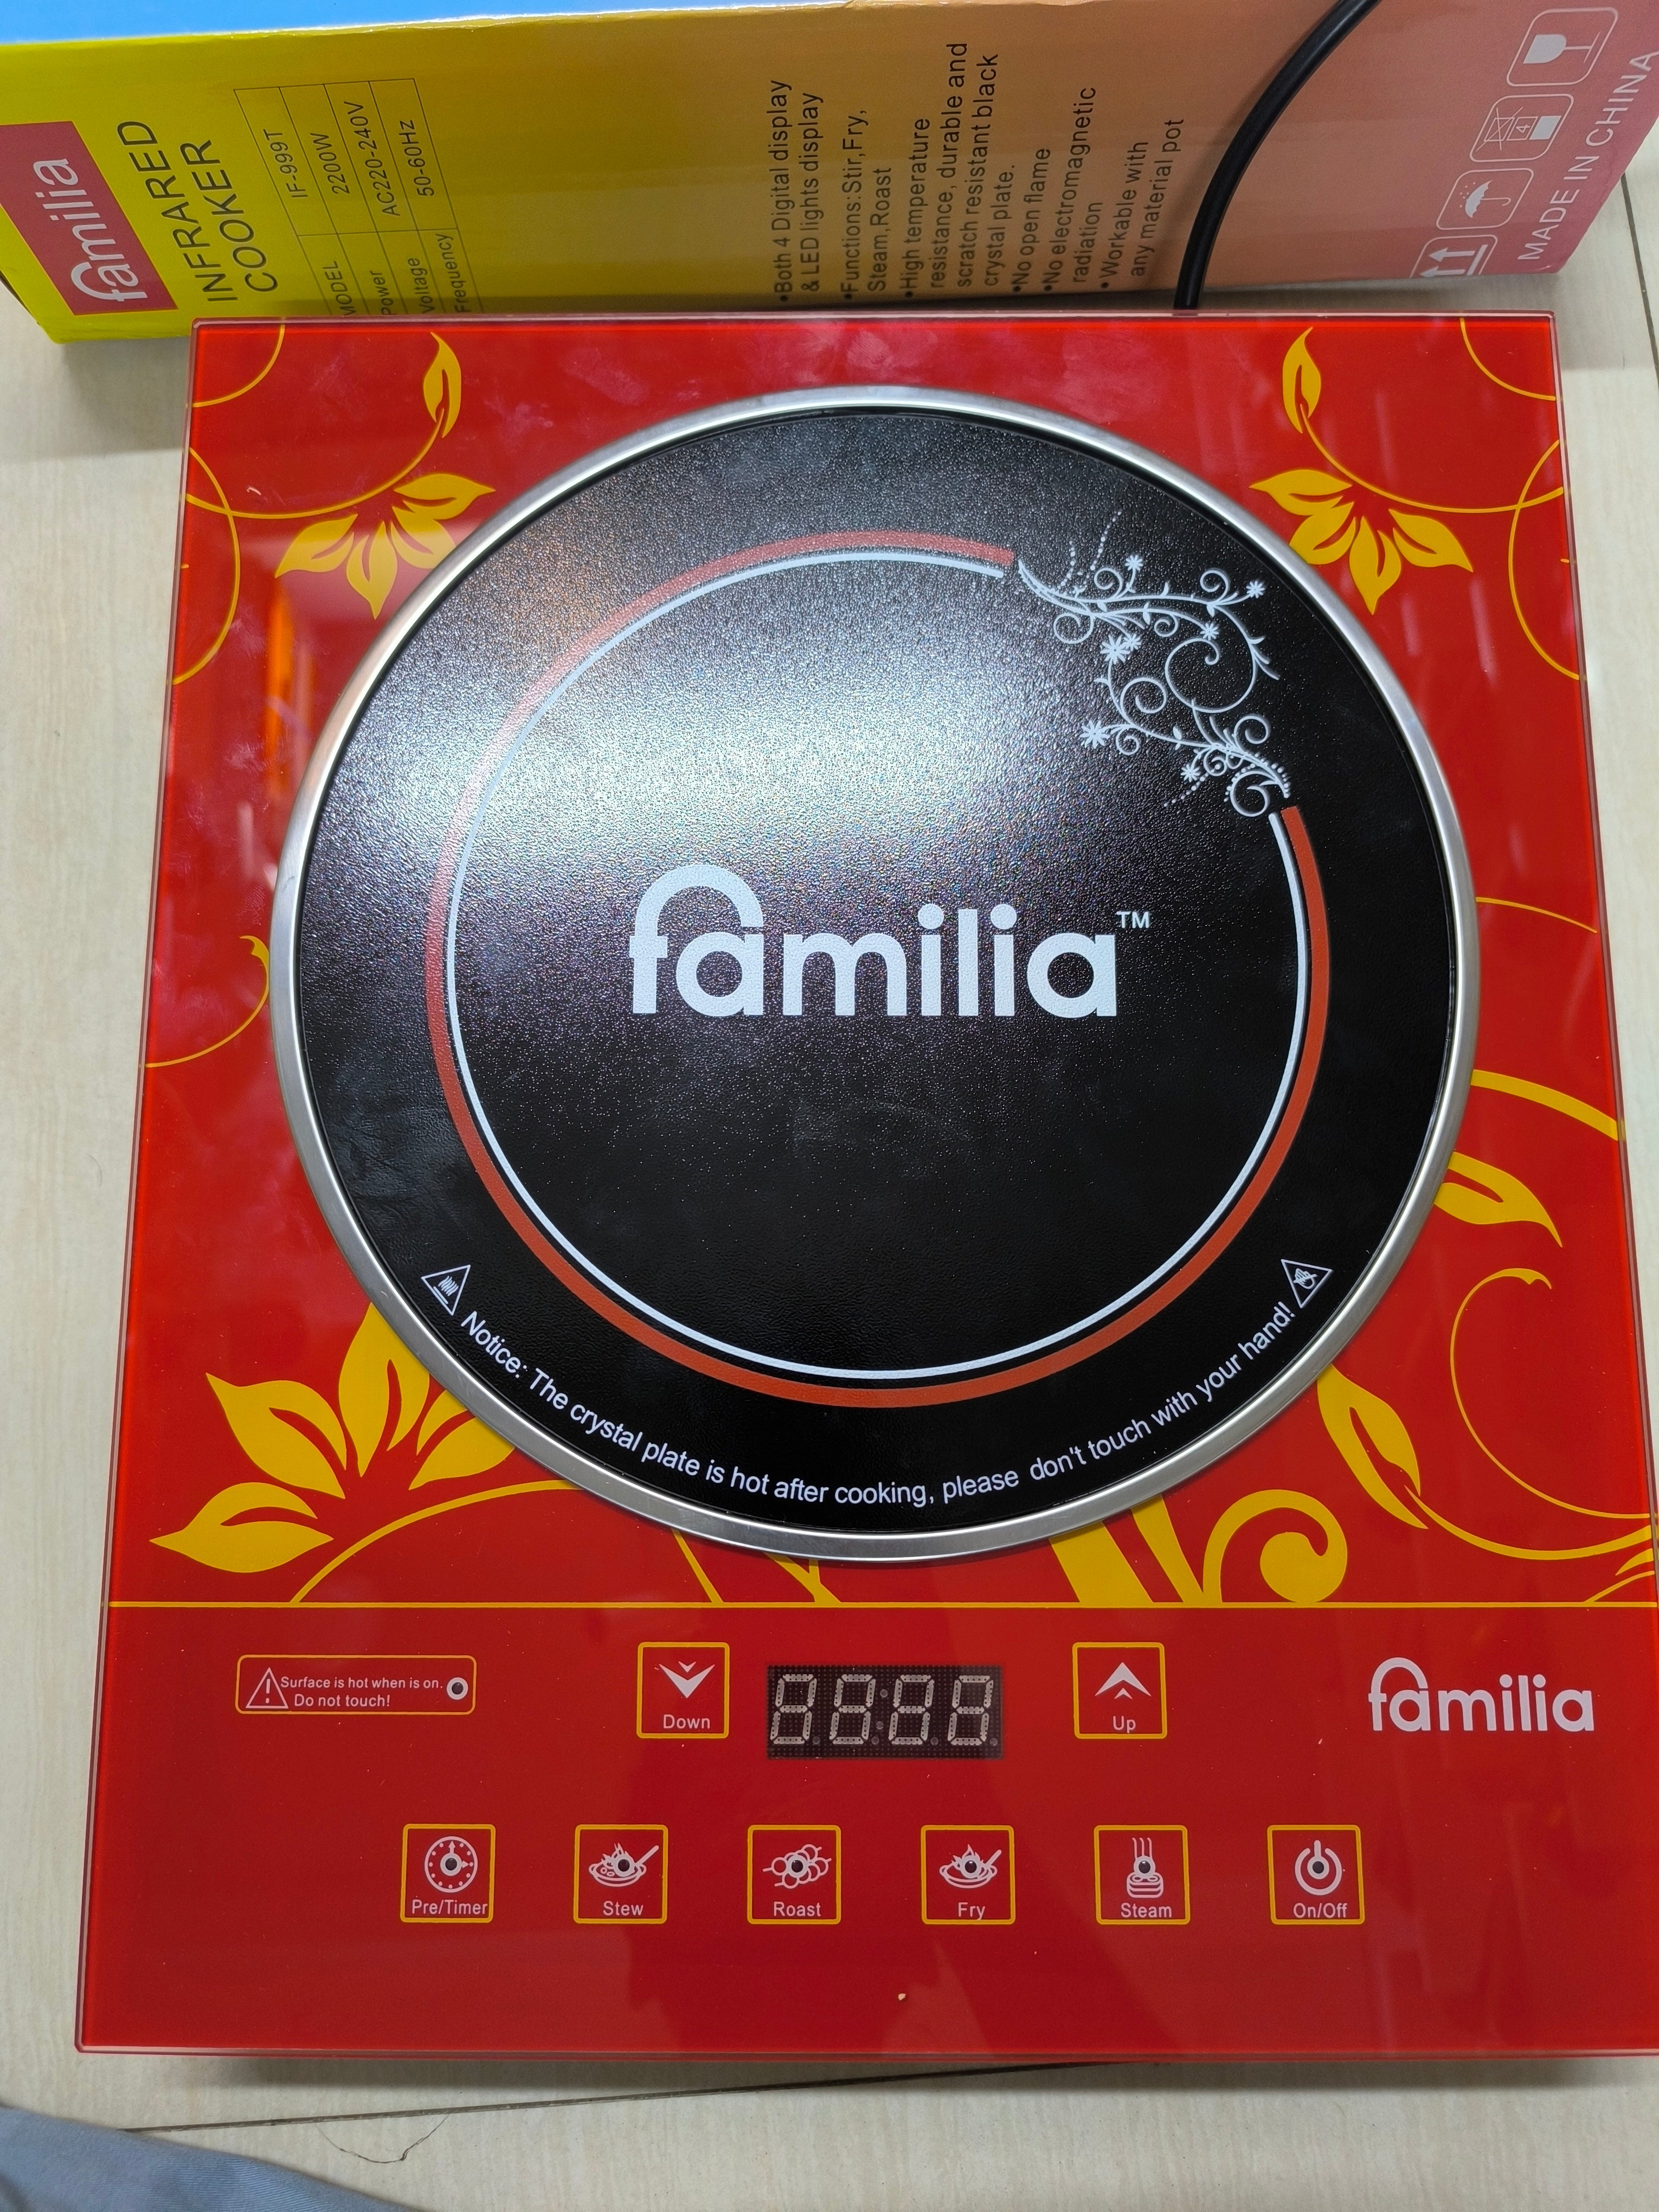 familia
INFRARED
COOKER
MODEL IF-999T
Power 2200W
Voltage AC220-240V
Frequency 50-60Hz
•Both 4 Digital display
& LED lights display
•Functions:Stir,Fry,
Steam,Roast
•High temperature
resistance, durable and
scratch resistant black
crystal plate.
•No open flame
•No electromagnetic
radiation
•Workable with
any material pot
4
MADE IN CHINA
familia™
Notice: The crystal plate is hot after cooking, please don't touch with your hand!
Surface is hot when is on.
Do not touch!
Down
Up
familia
Pre/Timer
Stew
Roast
Fry
Steam
On/Off